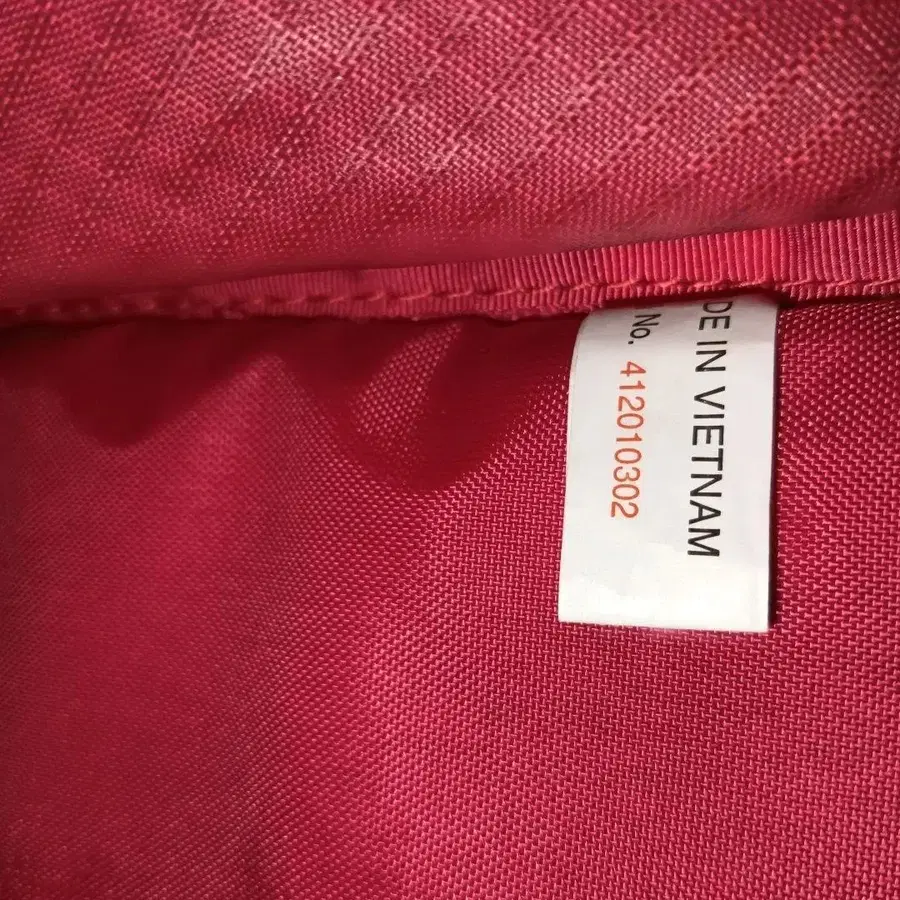 DE IN VIETNAM
No. 412010302